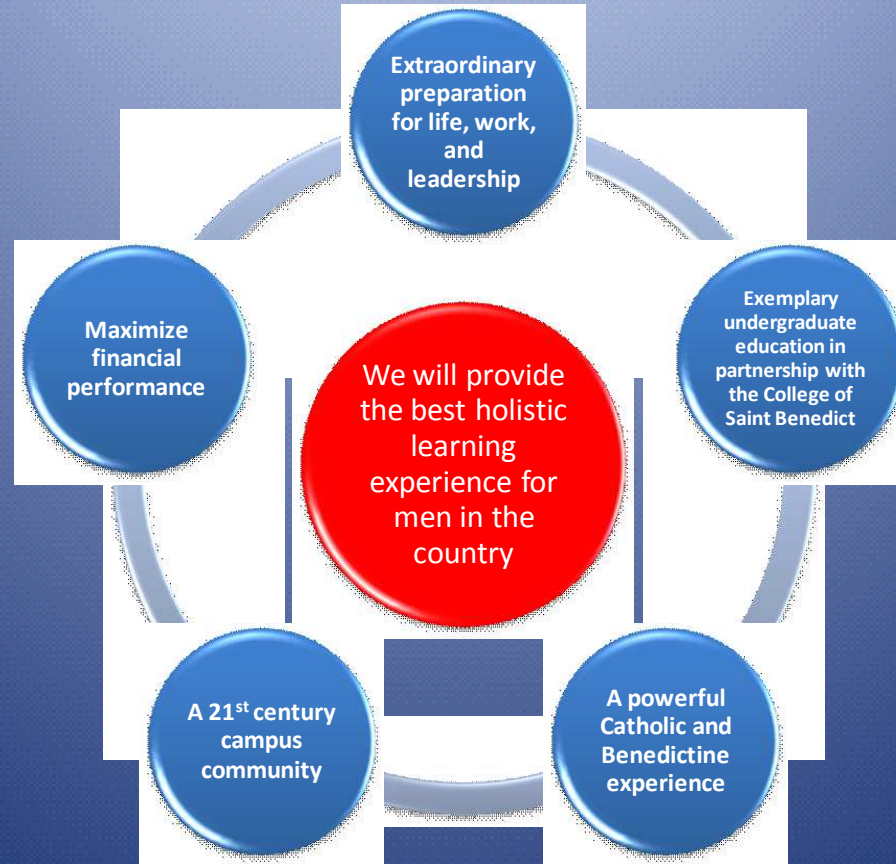 Extraordinary
preparation
for life, work,
and
leadership
Exemplary
undergraduate
education in
partnership with
the College of
Saint Benedict
A powerful
Catholic and
Benedictine
experience
A 21st century
campus
community
Maximize
financial
performance
We will provide
the best holistic
learning
experience for
men in the
country